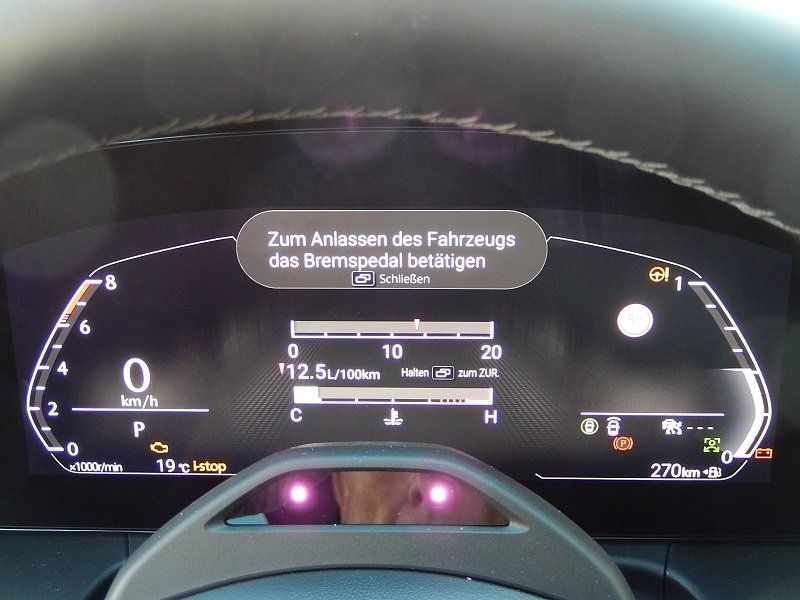 Zum Anlassen des Fahrzeugs
das Bremspedal betätigen
Schließen
8
6
4
2
0
x1000r/min
0
km/h
P
19 °C i-stop
0 10 20
12.5L/100km Halten zum ZUR.
C H
1
0
P
---
270km